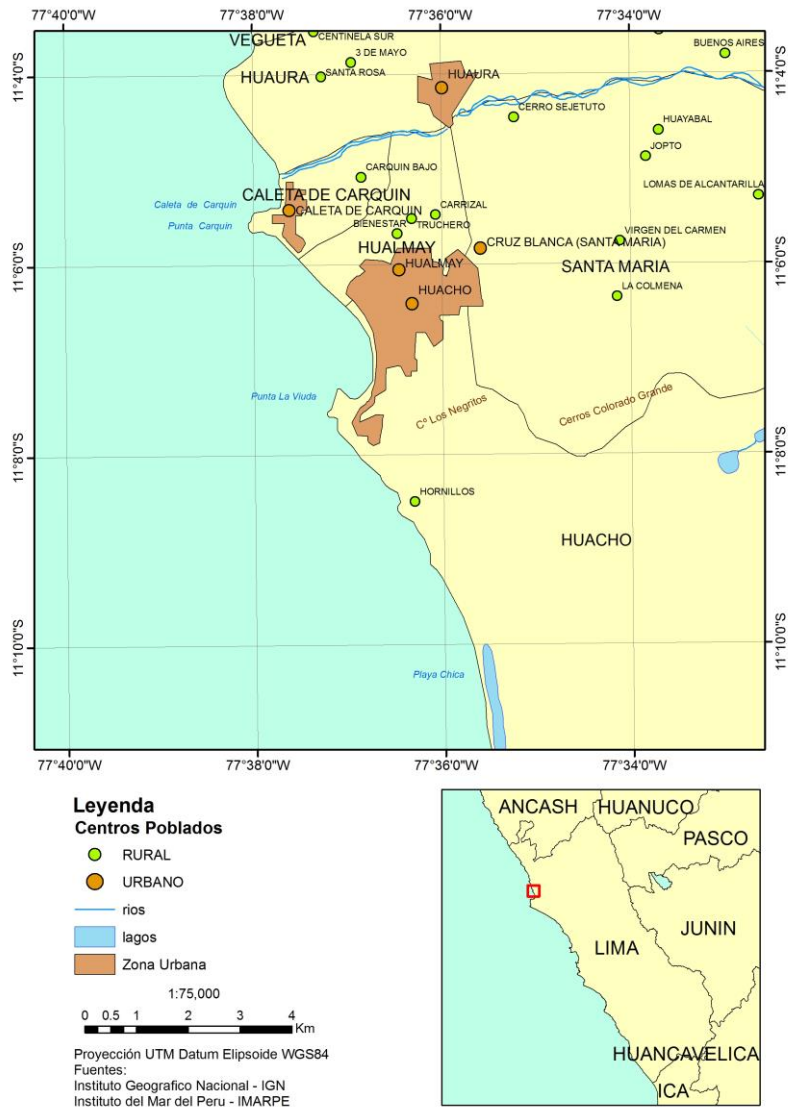 77°40'0"W
77°38'0"W
77°36'0"W
77°34'0"W
CENTINELA SUR
VEGUETA
BUENOS AIRES
3 DE MAYO
11°4'0"S
HUAURA
SANTA ROSA
HUAURA
11°4'0"S
CERRO SEJETUTO
HUAYABAL
JOPTO
CARQUIN BAJO
LOMAS DE ALCANTARILLA
CALETA DE CARQUIN
Caleta de Carquin
CALETA DE CARQUIN
CARRIZAL
Punta Carquin
BIENESTAR
TRUCHERO
VIRGEN DEL CARMEN
HUALMAY
CRUZ BLANCA (SANTA MARIA)
11°6'0"S
HUALMAY
SANTA MARIA
11°6'0"S
HUACHO
LA COLMENA
Punta La Viuda
Cº Los Negritos
Cerros Colorado Grande
11°8'0"S
11°8'0"S
HORNILLOS
HUACHO
11°10'0"S
11°10'0"S
Playa Chica
77°40'0"W
77°38'0"W
77°36'0"W
77°34'0"W
Leyenda
Centros Poblados
RURAL
URBANO
rios
lagos
Zona Urbana
1:75,000
0 0.5 1 2 3 4
Km
Proyección UTM Datum Elipsoide WGS84
Fuentes:
Instituto Geografico Nacional - IGN
Instituto del Mar del Peru - IMARPE
ANCASH
HUANUCO
PASCO
JUNIN
LIMA
HUANCAVELICA
ICA